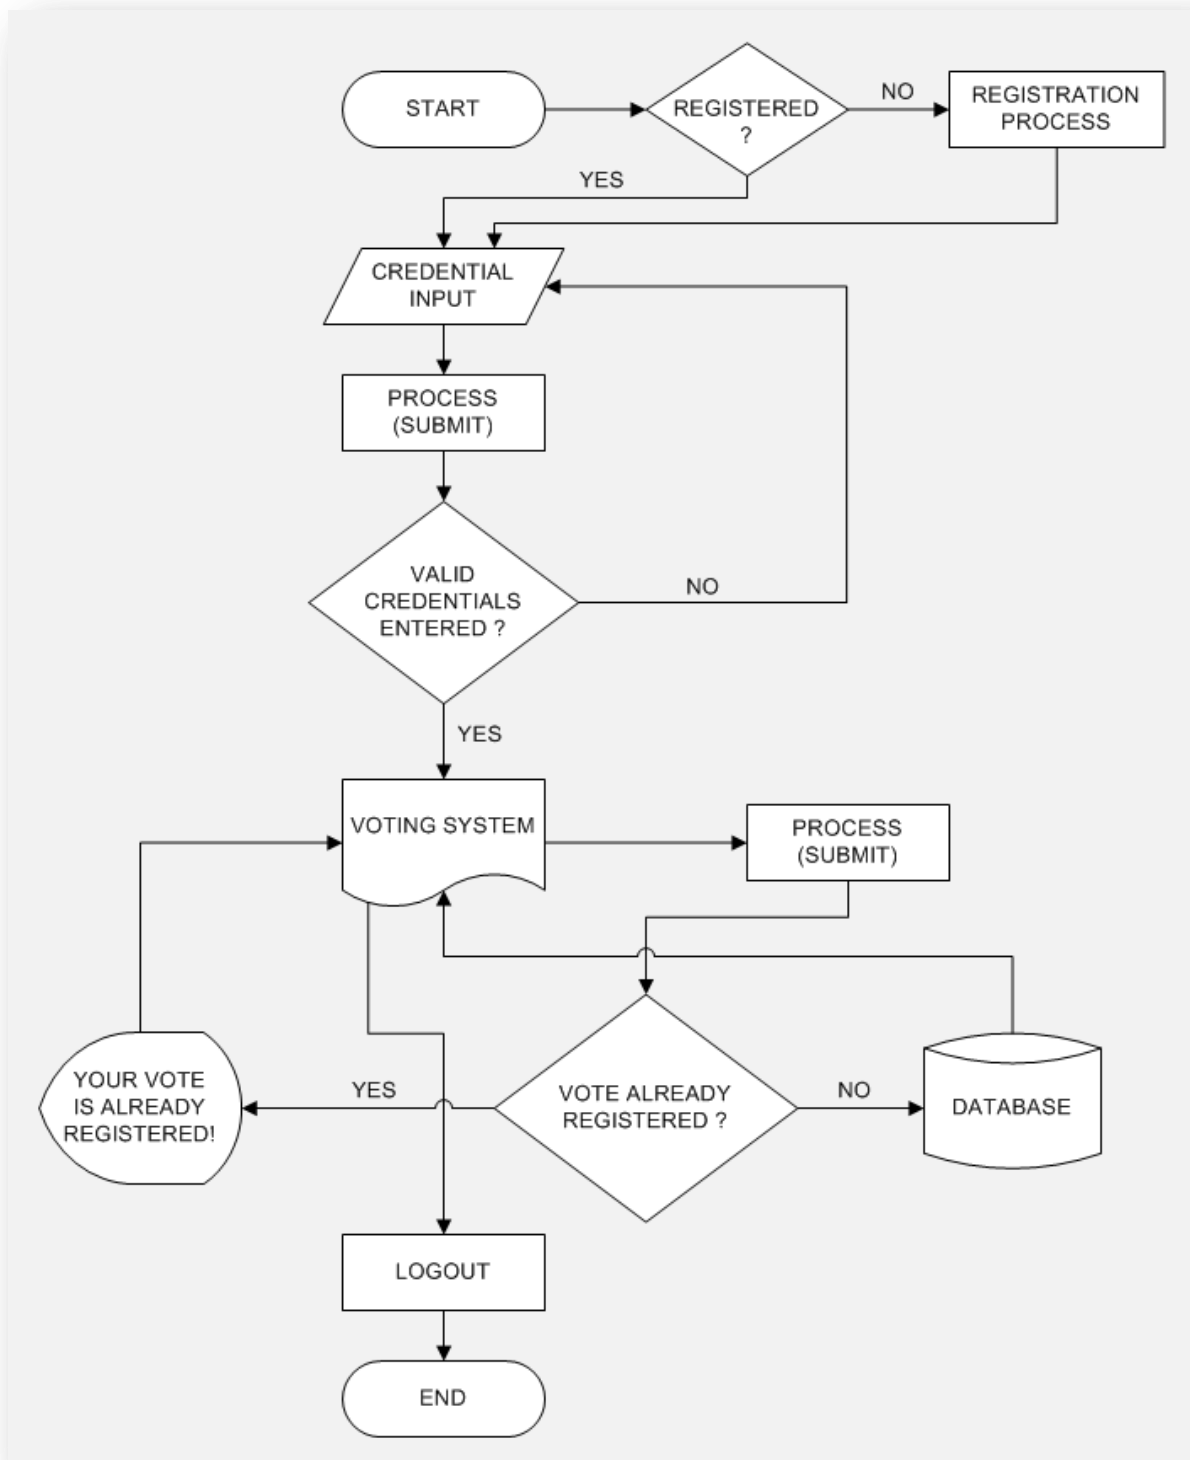 START
REGISTERED
?
NO
REGISTRATION
PROCESS
YES
CREDENTIAL
INPUT
PROCESS
(SUBMIT)
VALID
CREDENTIALS
ENTERED ?
NO
YES
VOTING SYSTEM
PROCESS
(SUBMIT)
YOUR VOTE
IS ALREADY
REGISTERED!
YES
VOTE ALREADY
REGISTERED ?
NO
DATABASE
LOGOUT
END